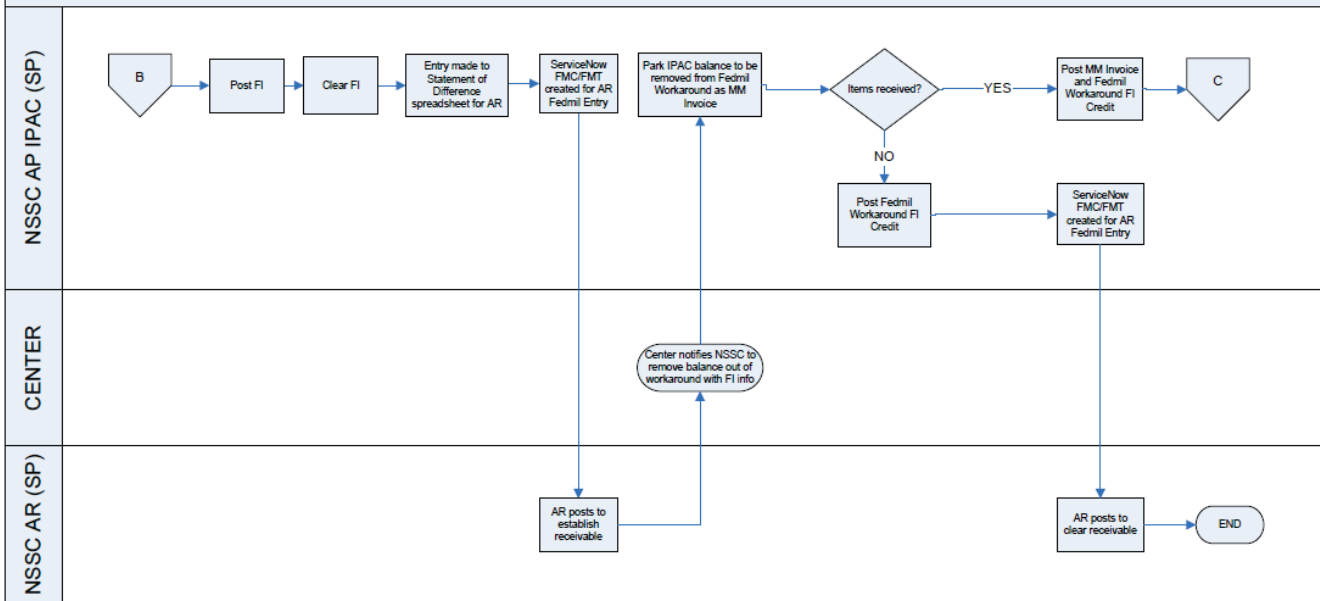 NSSC AP IPAC (SP)
B
Post FI
Clear FI
Entry made to
Statement of
Difference
spreadsheet for AR
ServiceNow
FMC/FMT
created for AR
Fedmil Entry
Park IPAC balance to be
removed from Fedmil
Workaround as MM
Invoice
Items received?
YES
Post MM Invoice
and Fedmil
Workaround FI
Credit
C
NO
Post Fedmil
Workaround FI
Credit
ServiceNow
FMC/FMT
created for AR
Fedmil Entry
CENTER
Center notifies NSSC to
remove balance out of
workaround with FI info
NSSC AR (SP)
AR posts to
establish
receivable
AR posts to
clear receivable
END